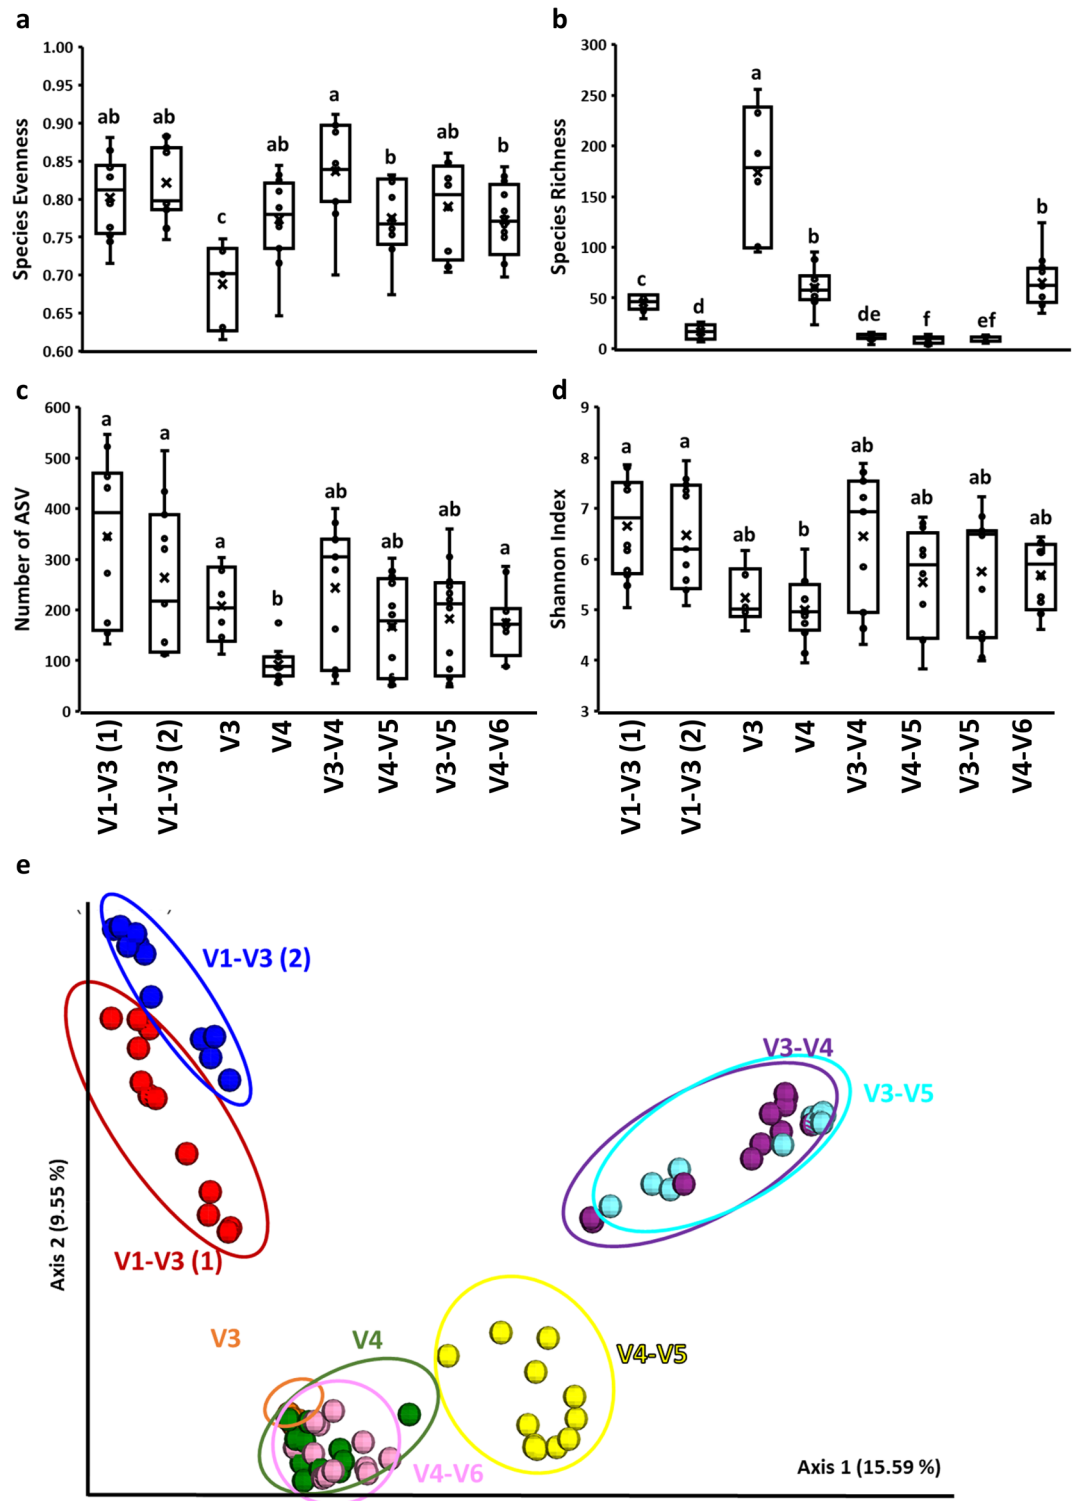 a
1.00
0.95
0.90
0.85
0.80
0.75
0.70
0.65
0.60
Species Evenness
ab
ab
c
ab
a
b
ab
b
b
300
250
200
150
100
50
0
Species Richness
c
d
a
b
de
f
ef
b
c
600
500
400
300
200
100
0
Number of ASV
a
a
a
b
ab
ab
ab
a
V1-V3 (1)
V1-V3 (2)
V3
V4
V3-V4
V4-V5
V3-V5
V4-V6
d
9
8
7
6
5
4
3
Shannon Index
a
a
ab
b
ab
ab
ab
ab
V1-V3 (1)
V1-V3 (2)
V3
V4
V3-V4
V4-V5
V3-V5
V4-V6
e
V1-V3 (2)
V3-V4
V3-V5
V1-V3 (1)
Axis 2 (9.55 %)
V3
V4
V4-V5
V4-V6
Axis 1 (15.59 %)